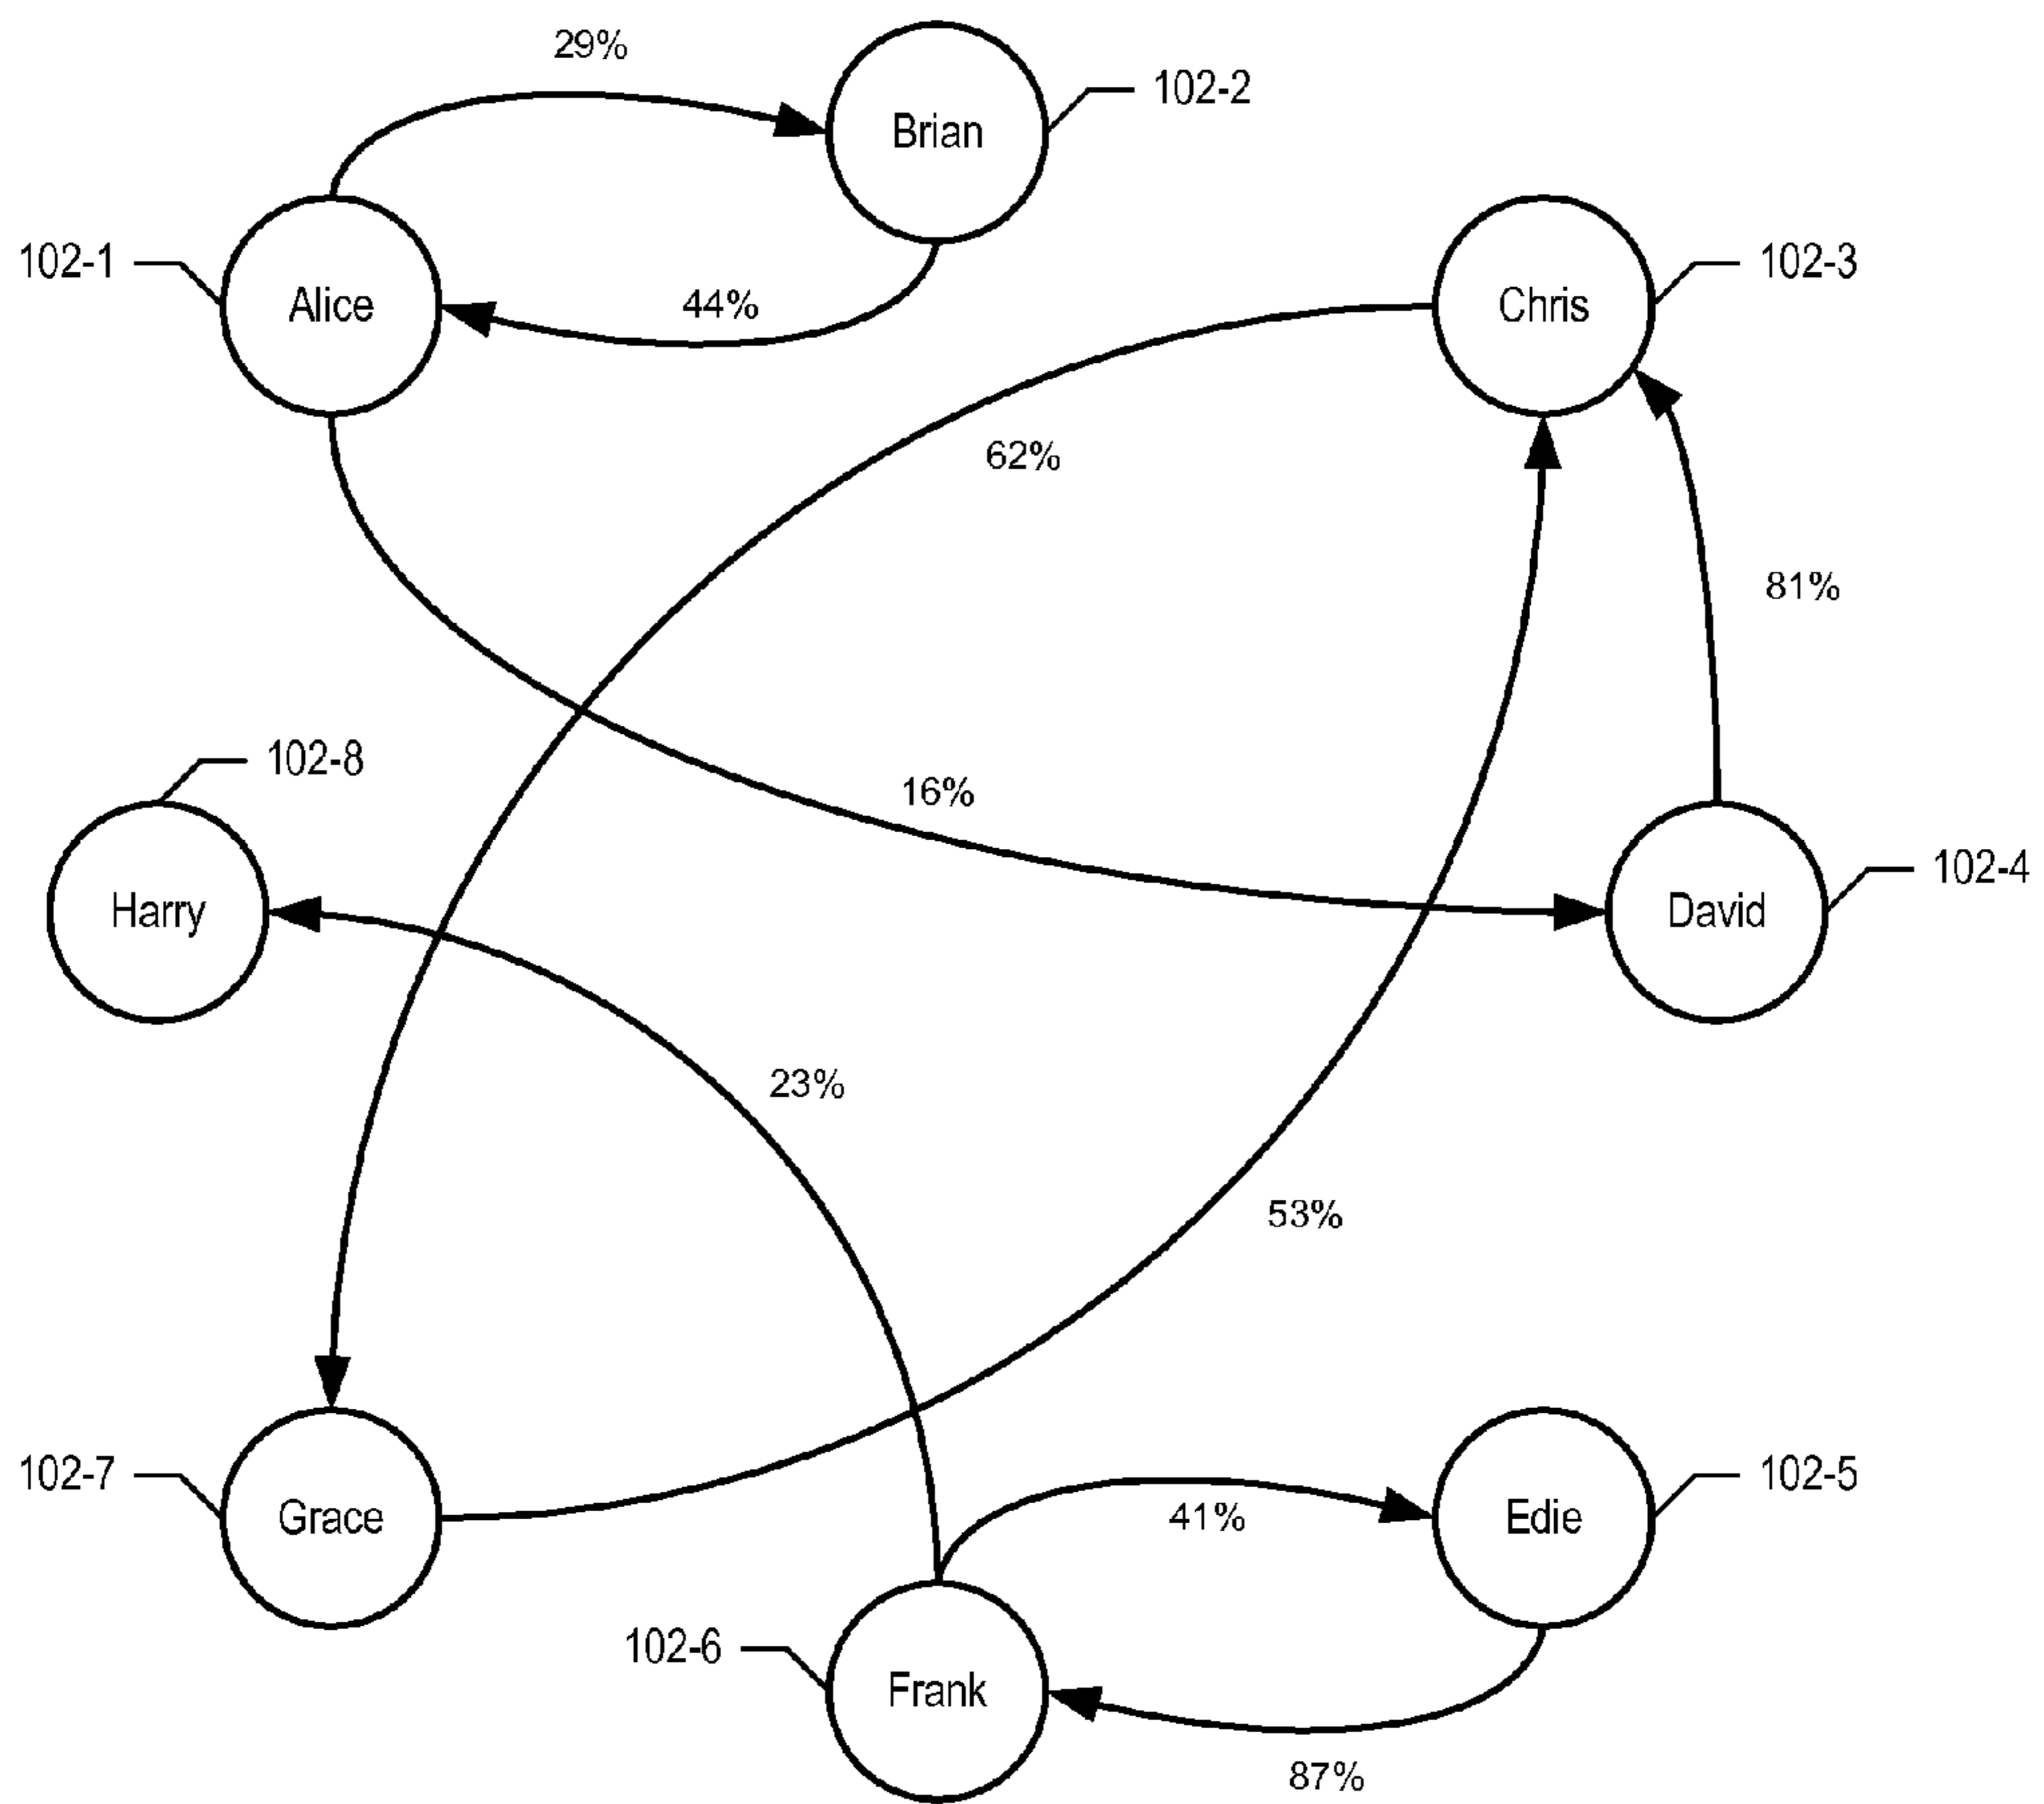 29%
102-2
Brian
102-1
Alice
44%
102-3
Chris
62%
81%
102-8
16%
Harry
102-4
David
23%
53%
102-7
Grace
41%
102-5
Edie
102-6
Frank
87%